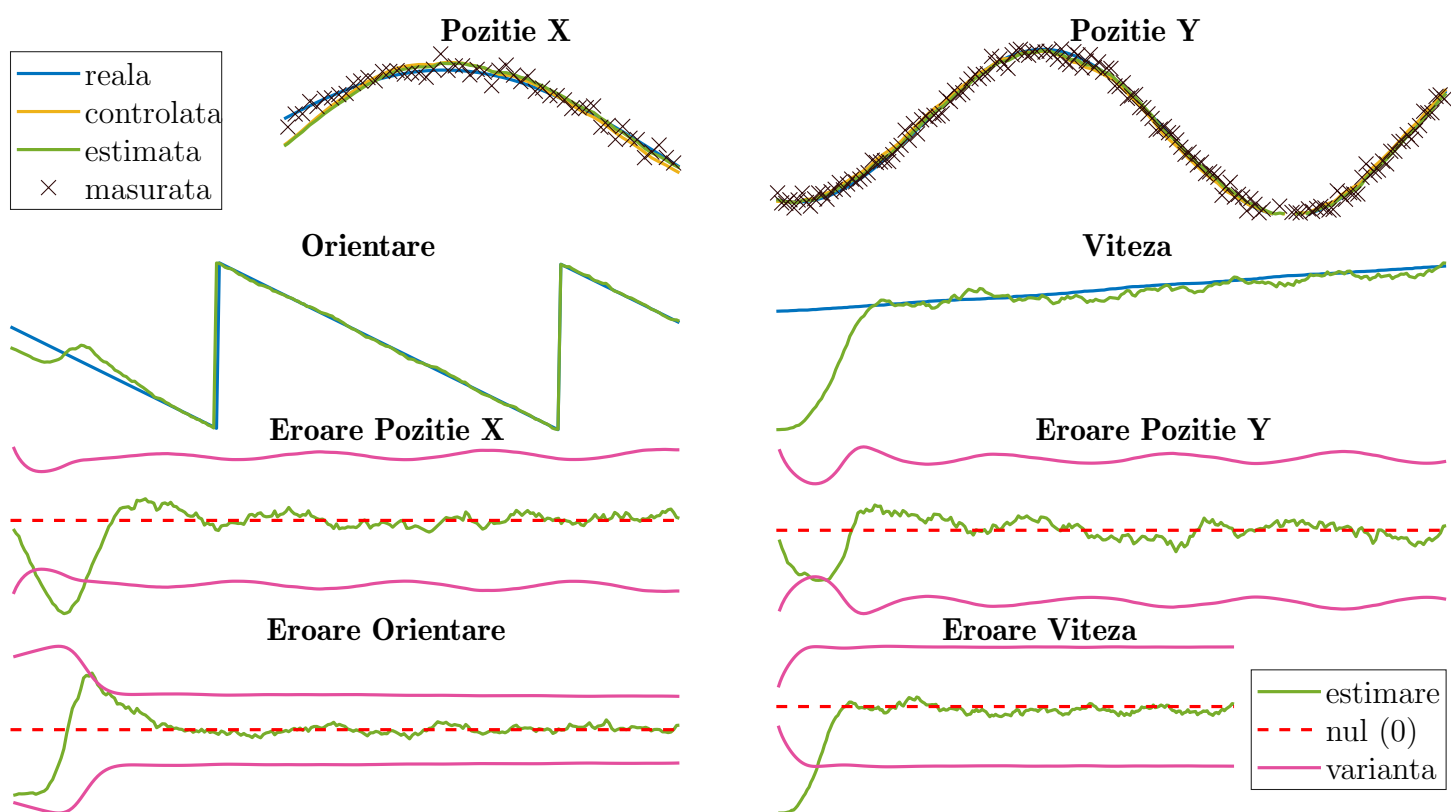 Pozitie X
Pozitie Y
reala
controlata
estimata
masurata
Orientare
Viteza
Eroare Pozitie X
Eroare Pozitie Y
Eroare Orientare
Eroare Viteza
estimare
nul (0)
varianta